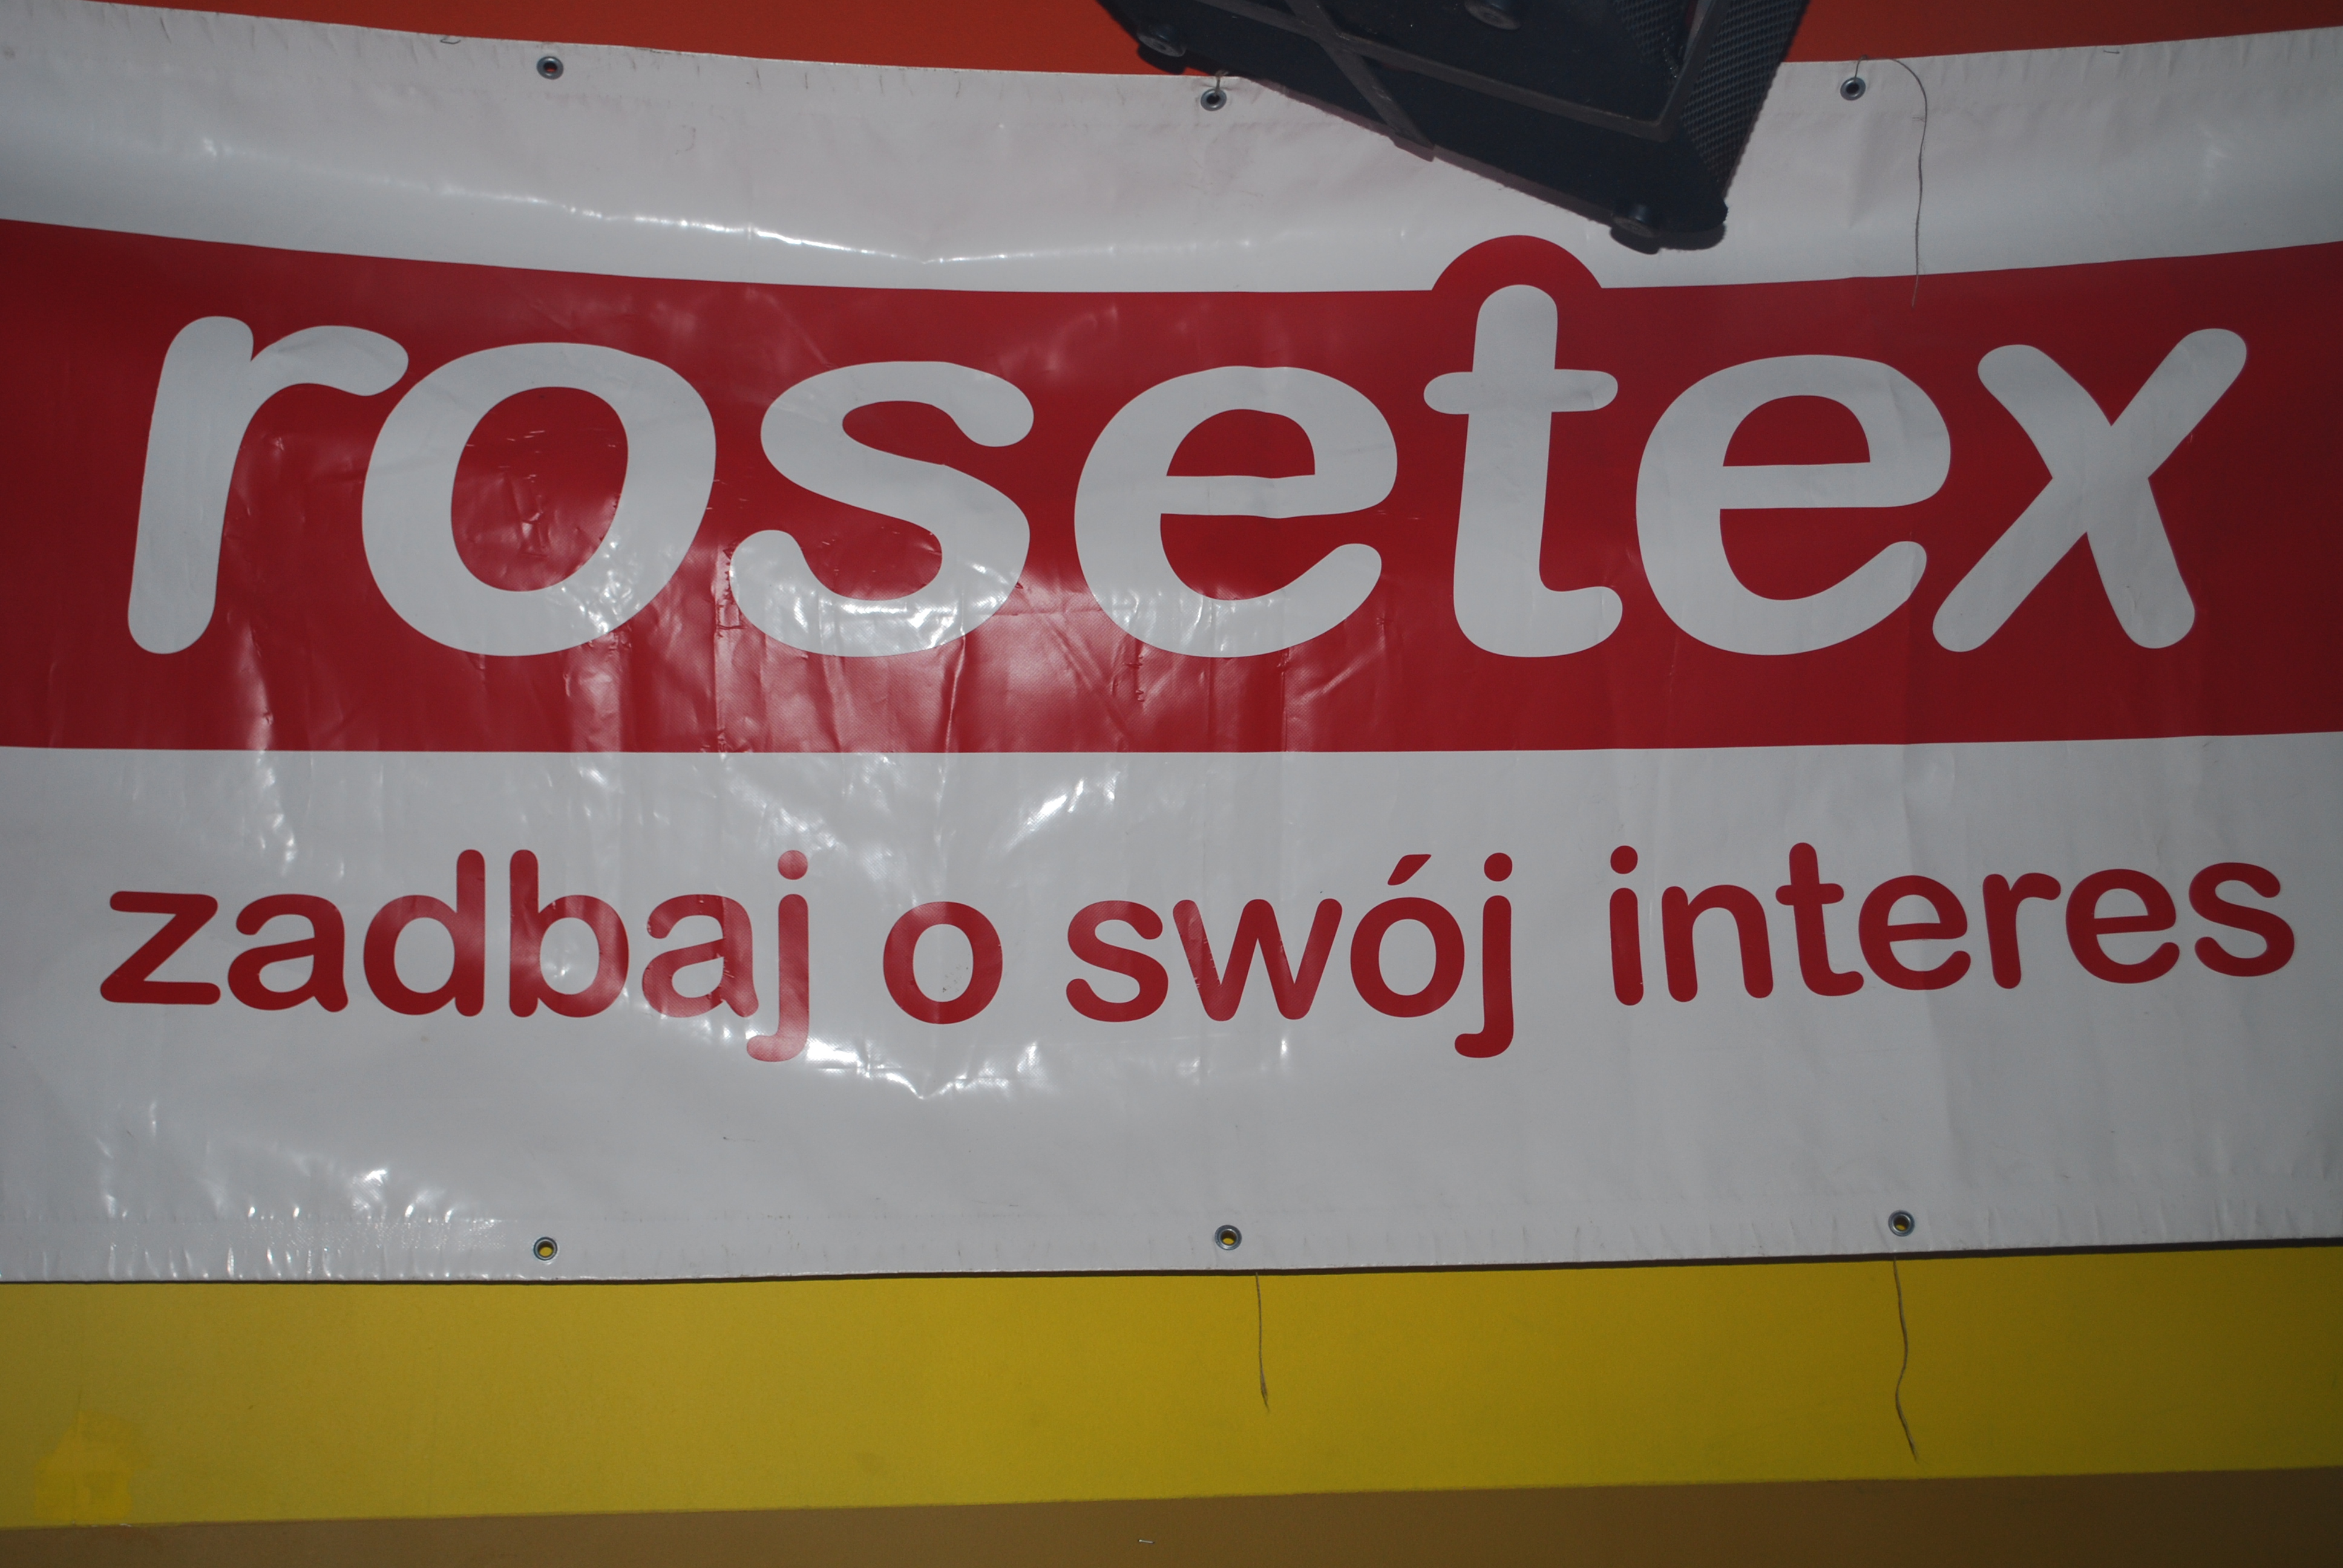 rosetex
zadbaj o swój interes